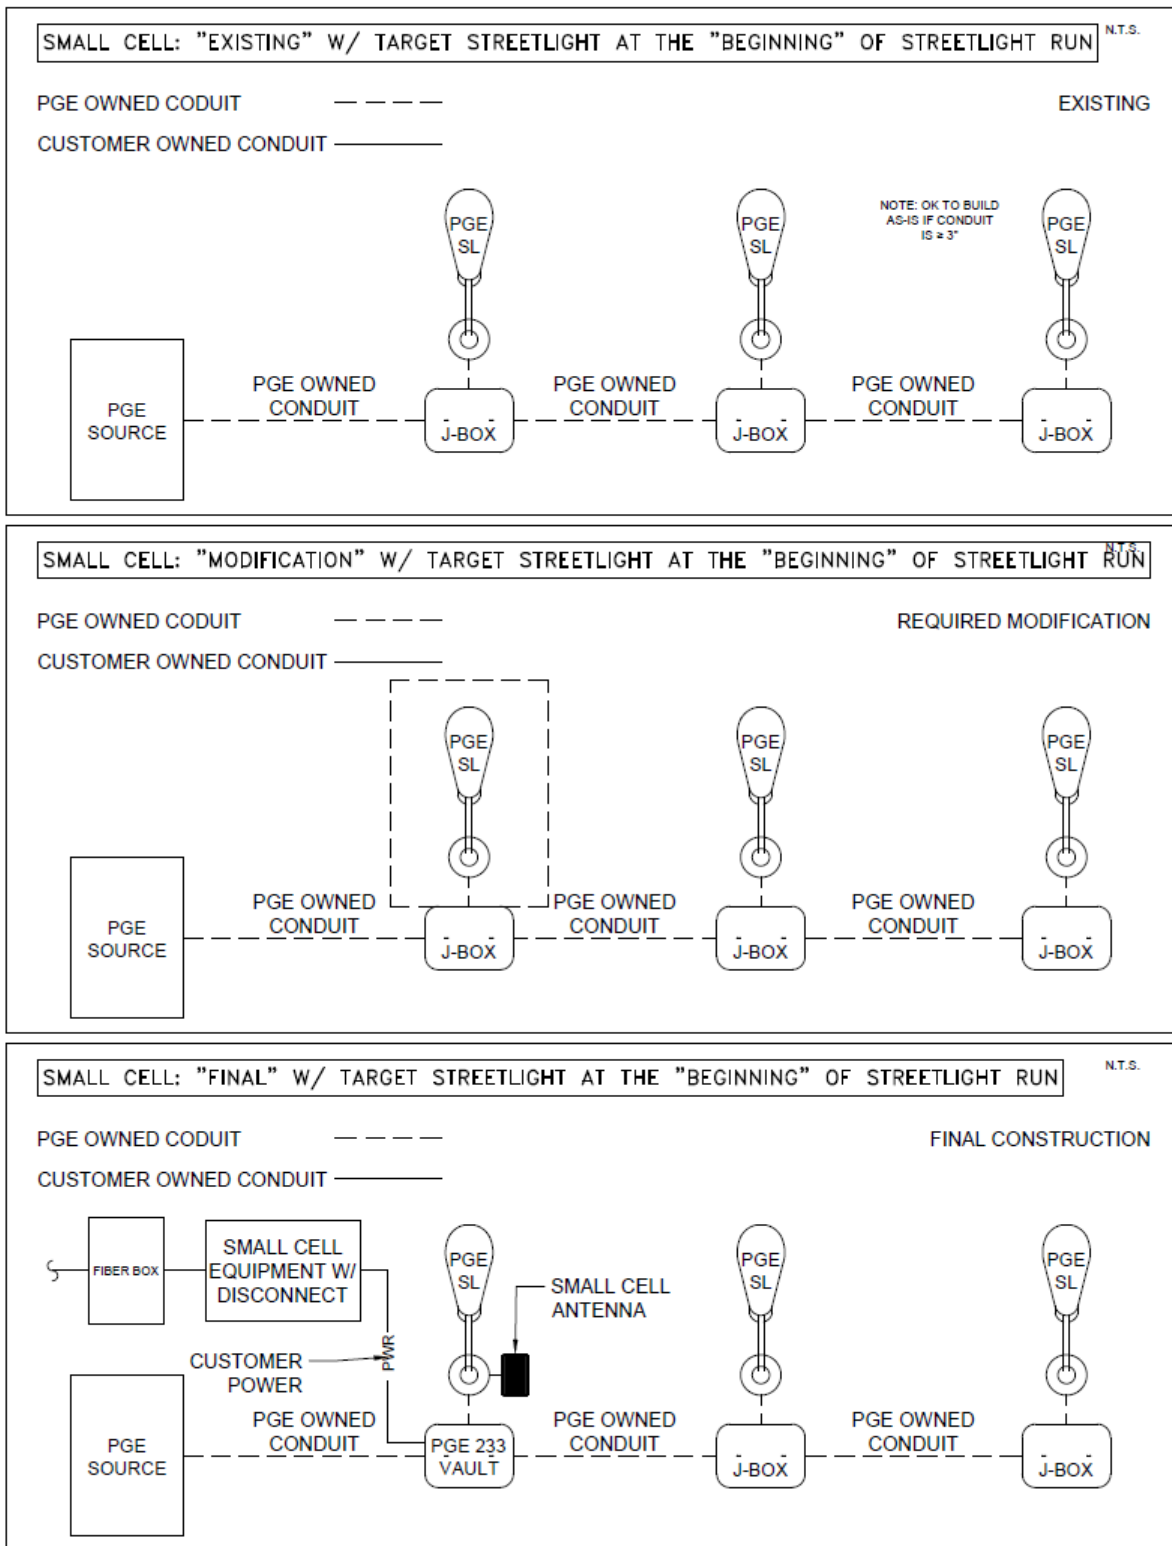 SMALL CELL: "EXISTING" W/ TARGET STREETLIGHT AT THE "BEGINNING" OF STREETLIGHT RUN
N.T.S.
PGE OWNED CODUIT
EXISTING
CUSTOMER OWNED CONDUIT
PGE
SL
PGE
SL
NOTE: OK TO BUILD
AS-IS IF CONDUIT
IS ≥ 3"
PGE
SL
PGE
SOURCE
PGE OWNED
CONDUIT
J-BOX
PGE OWNED
CONDUIT
J-BOX
PGE OWNED
CONDUIT
J-BOX
SMALL CELL: "MODIFICATION" W/ TARGET STREETLIGHT AT THE "BEGINNING" OF STREETLIGHT RUN
N.T.S.
PGE OWNED CODUIT
REQUIRED MODIFICATION
CUSTOMER OWNED CONDUIT
PGE
SL
PGE
SL
PGE
SL
PGE
SOURCE
PGE OWNED
CONDUIT
J-BOX
PGE OWNED
CONDUIT
J-BOX
PGE OWNED
CONDUIT
J-BOX
SMALL CELL: "FINAL" W/ TARGET STREETLIGHT AT THE "BEGINNING" OF STREETLIGHT RUN
N.T.S.
PGE OWNED CODUIT
FINAL CONSTRUCTION
CUSTOMER OWNED CONDUIT
FIBER BOX
SMALL CELL
EQUIPMENT W/
DISCONNECT
PGE
SL
SMALL CELL
ANTENNA
PGE
SL
PGE
SL
PWR
CUSTOMER
POWER
PGE
SOURCE
PGE OWNED
CONDUIT
PGE 233
VAULT
PGE OWNED
CONDUIT
J-BOX
PGE OWNED
CONDUIT
J-BOX